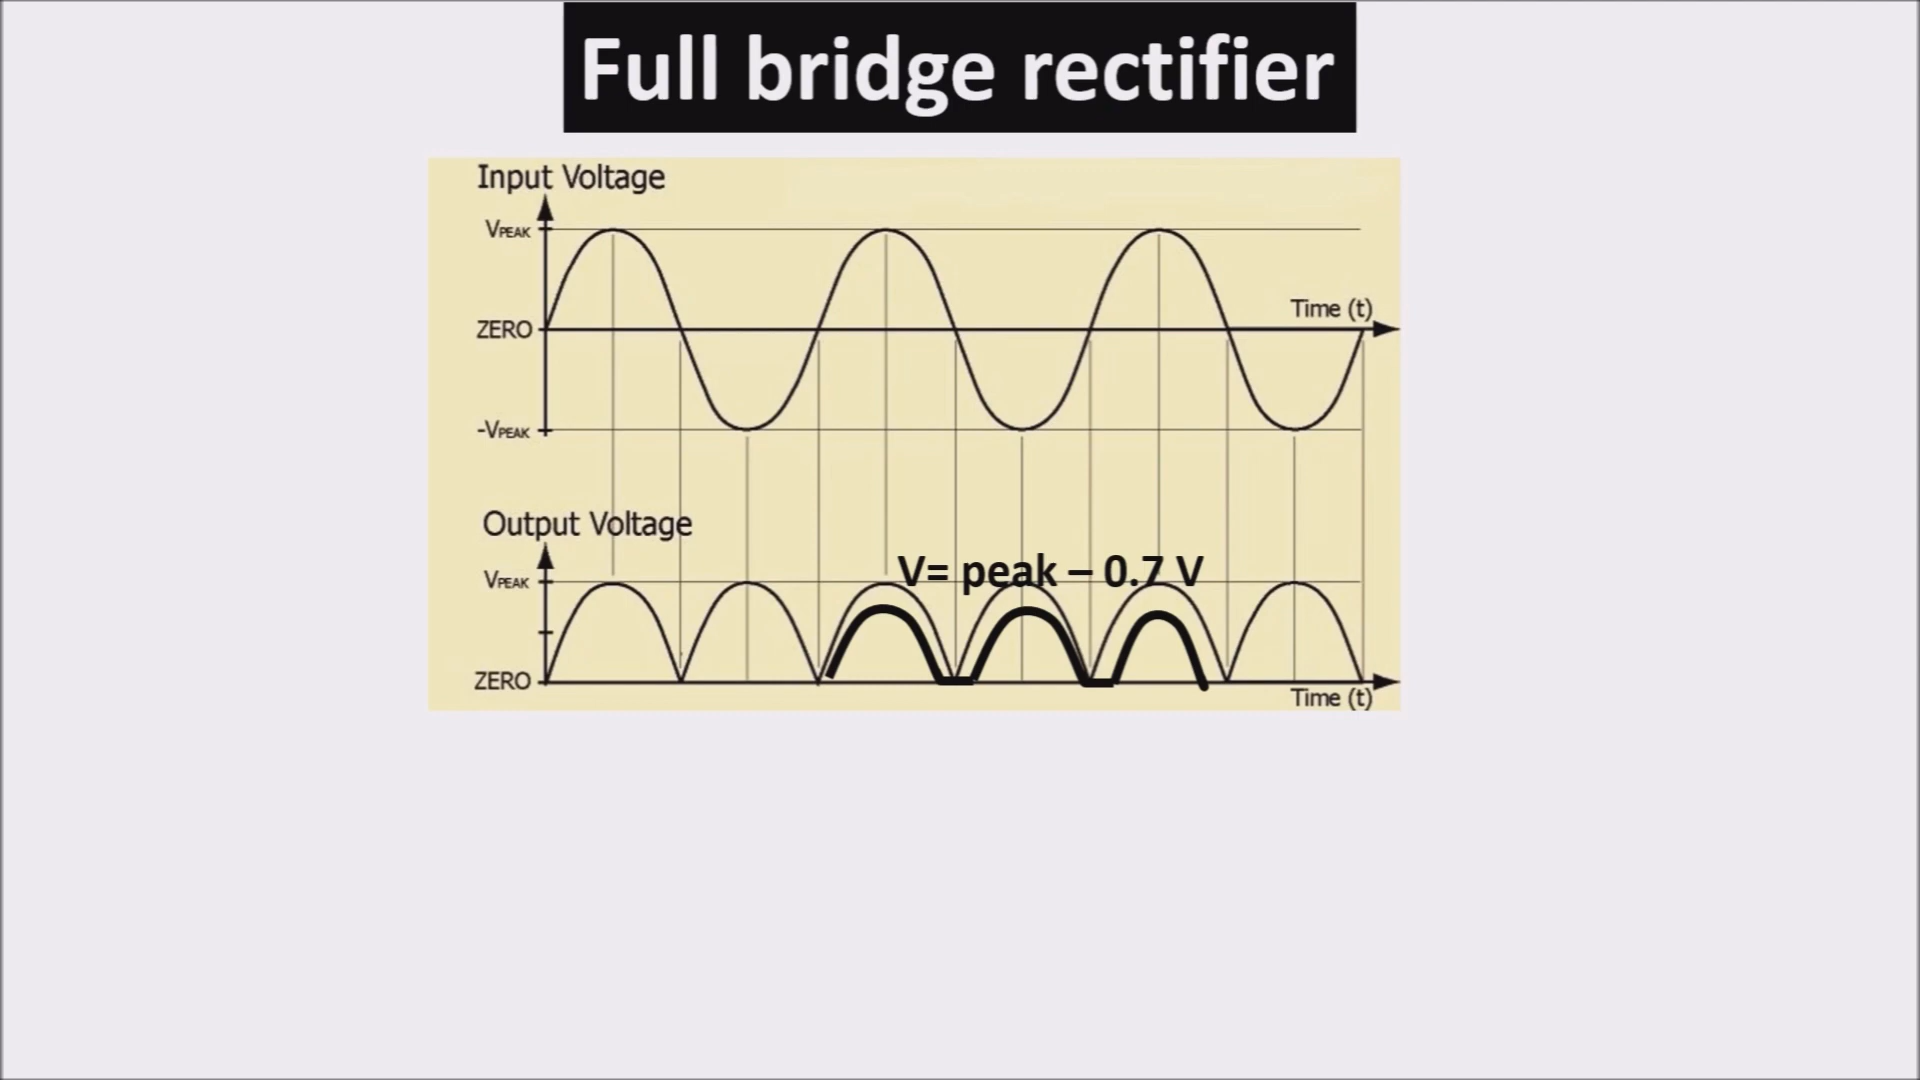 Full bridge rectifier
Input Voltage
VPEAK
Time (t)
ZERO
-VPEAK
Output Voltage
V= peak – 0.7 V
VPEAK
ZERO
Time (t)